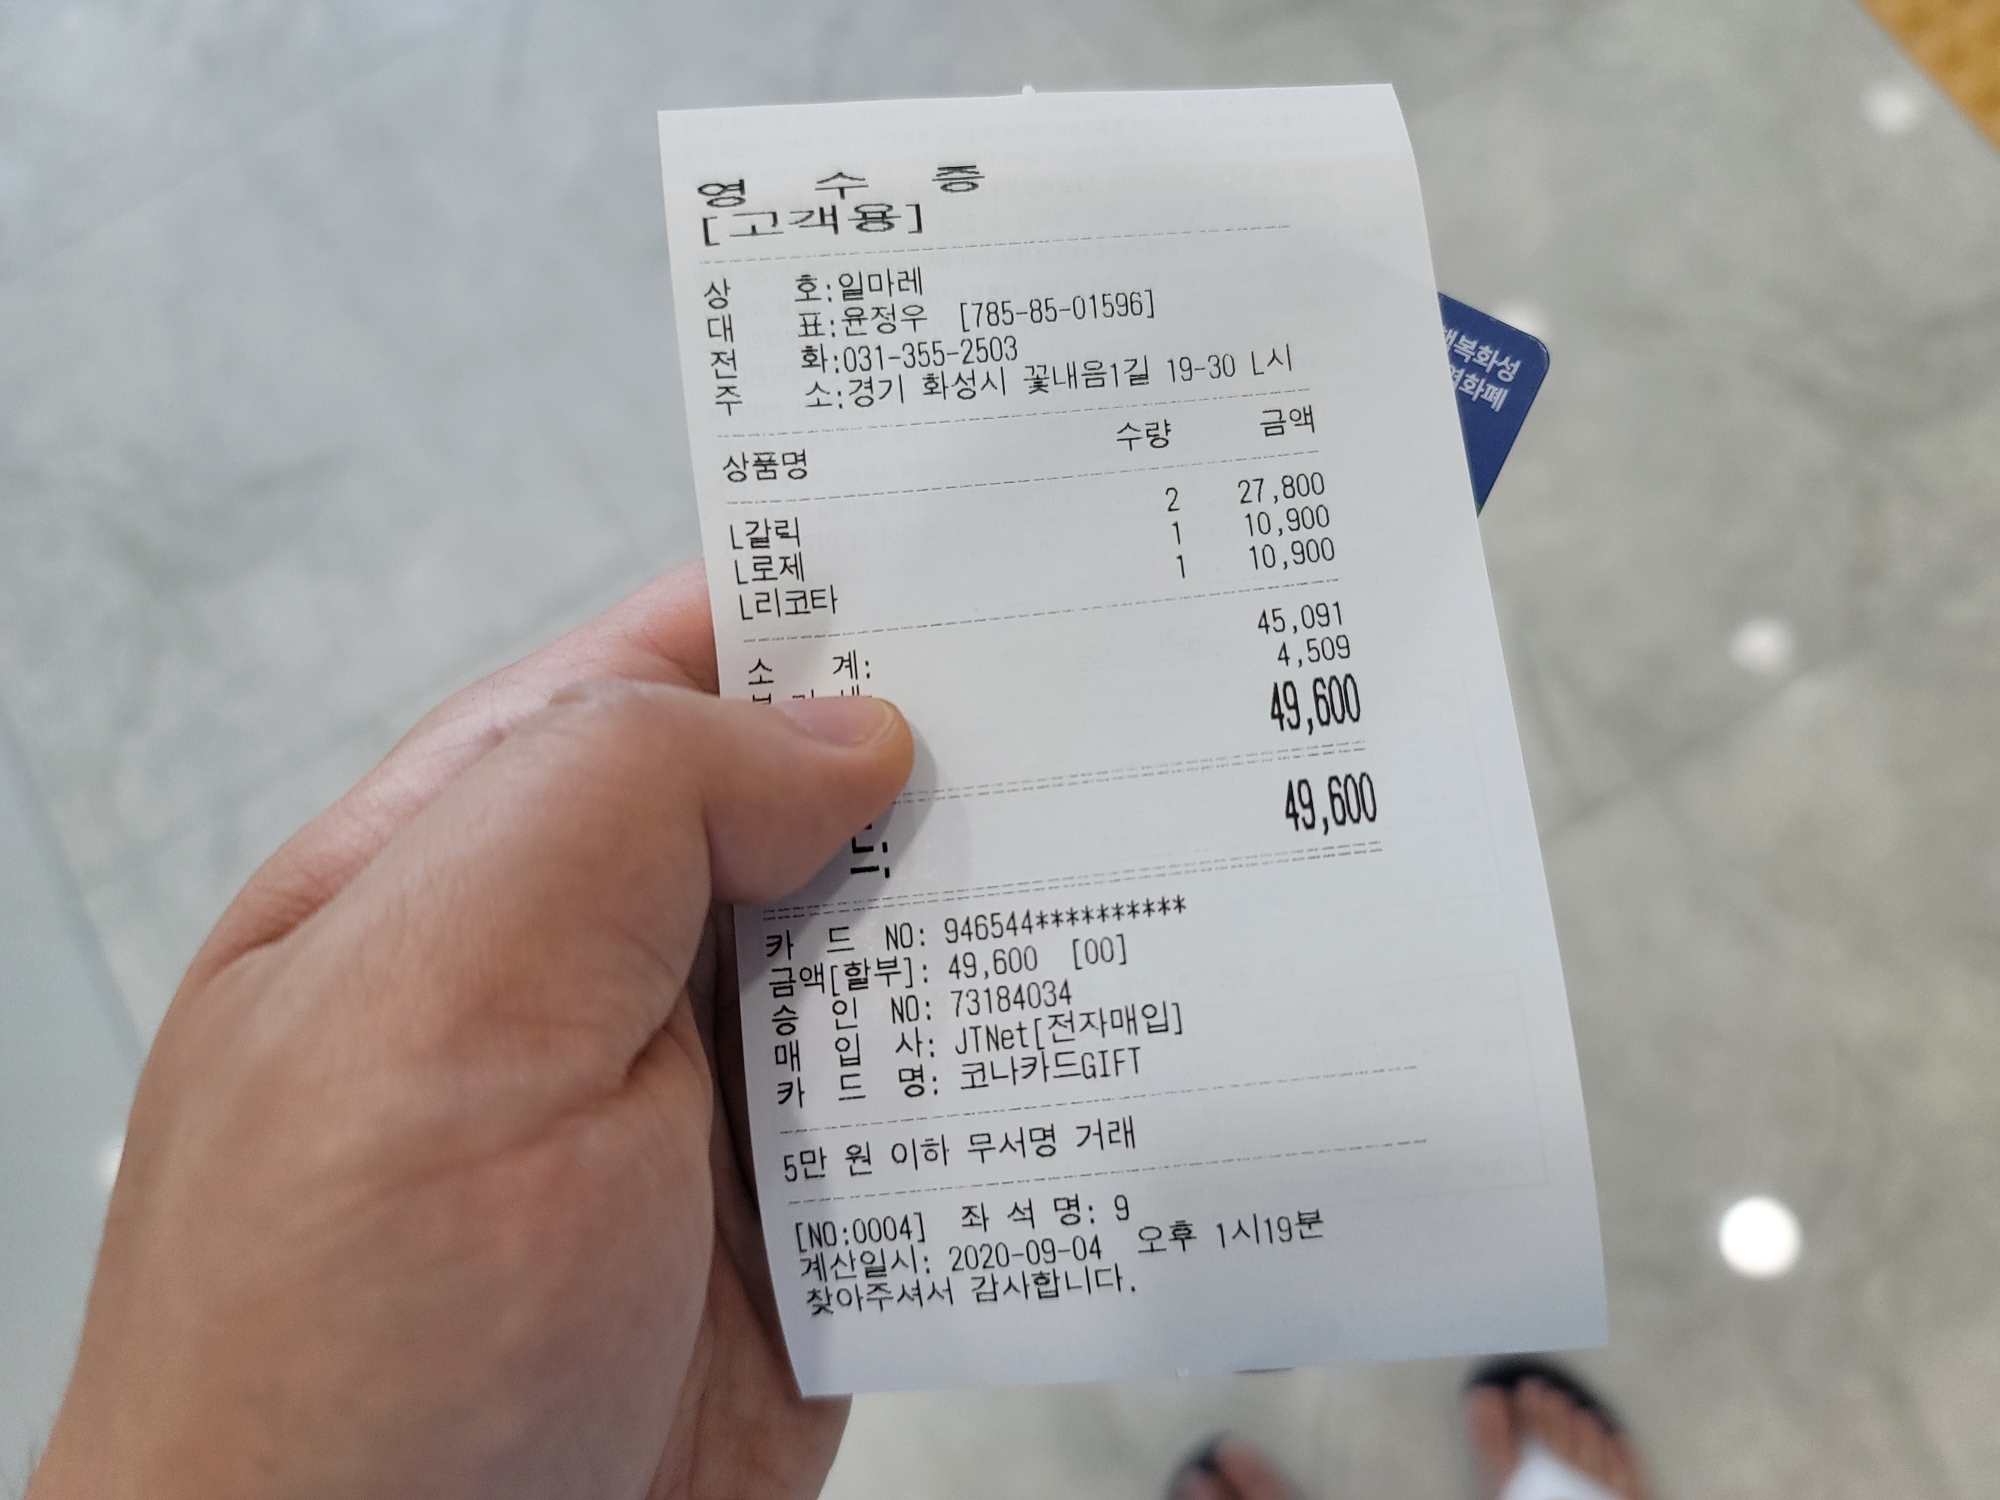 영 수 증
[고객용]
상 호:일마레
대 표:윤정우 [785-85-01596]
전 화:031-355-2503
주 소:경기 화성시 꽃내음1길 19-30 L시
상품명 수량 금액
L갈릭 2 27,800
L로제 1 10,900
L리코타 1 10,900
소 계: 45,091
4,509
49,600
49,600
카 드 NO: 946544**********
금액[할부]: 49,600 [00]
승 인 NO: 73184034
매 입 사: JTNet[전자매입]
카 드 명: 코나카드GIFT
5만 원 이하 무서명 거래
[NO:0004] 좌 석 명: 9
계산일시: 2020-09-04 오후 1시19분
찾아주셔서 감사합니다.
복화성
화폐